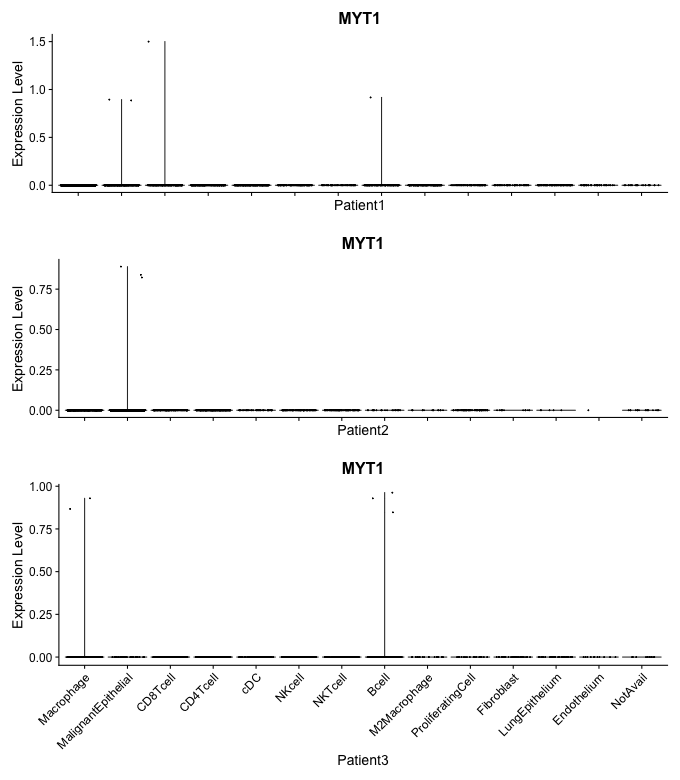 MYT1
Expression Level
1.5
1.0
0.5
0.0
Patient1
MYT1
Expression Level
0.75
0.50
0.25
0.00
Patient2
MYT1
Expression Level
1.00
0.75
0.50
0.25
0.00
Macrophage
MalignantEpithelial
CD8Tcell
CD4Tcell
cDC
NKcell
NKTcell
Bcell
M2Macrophage
ProliferatingCell
Fibroblast
LungEpithelium
Endothelium
NotAvail
Patient3